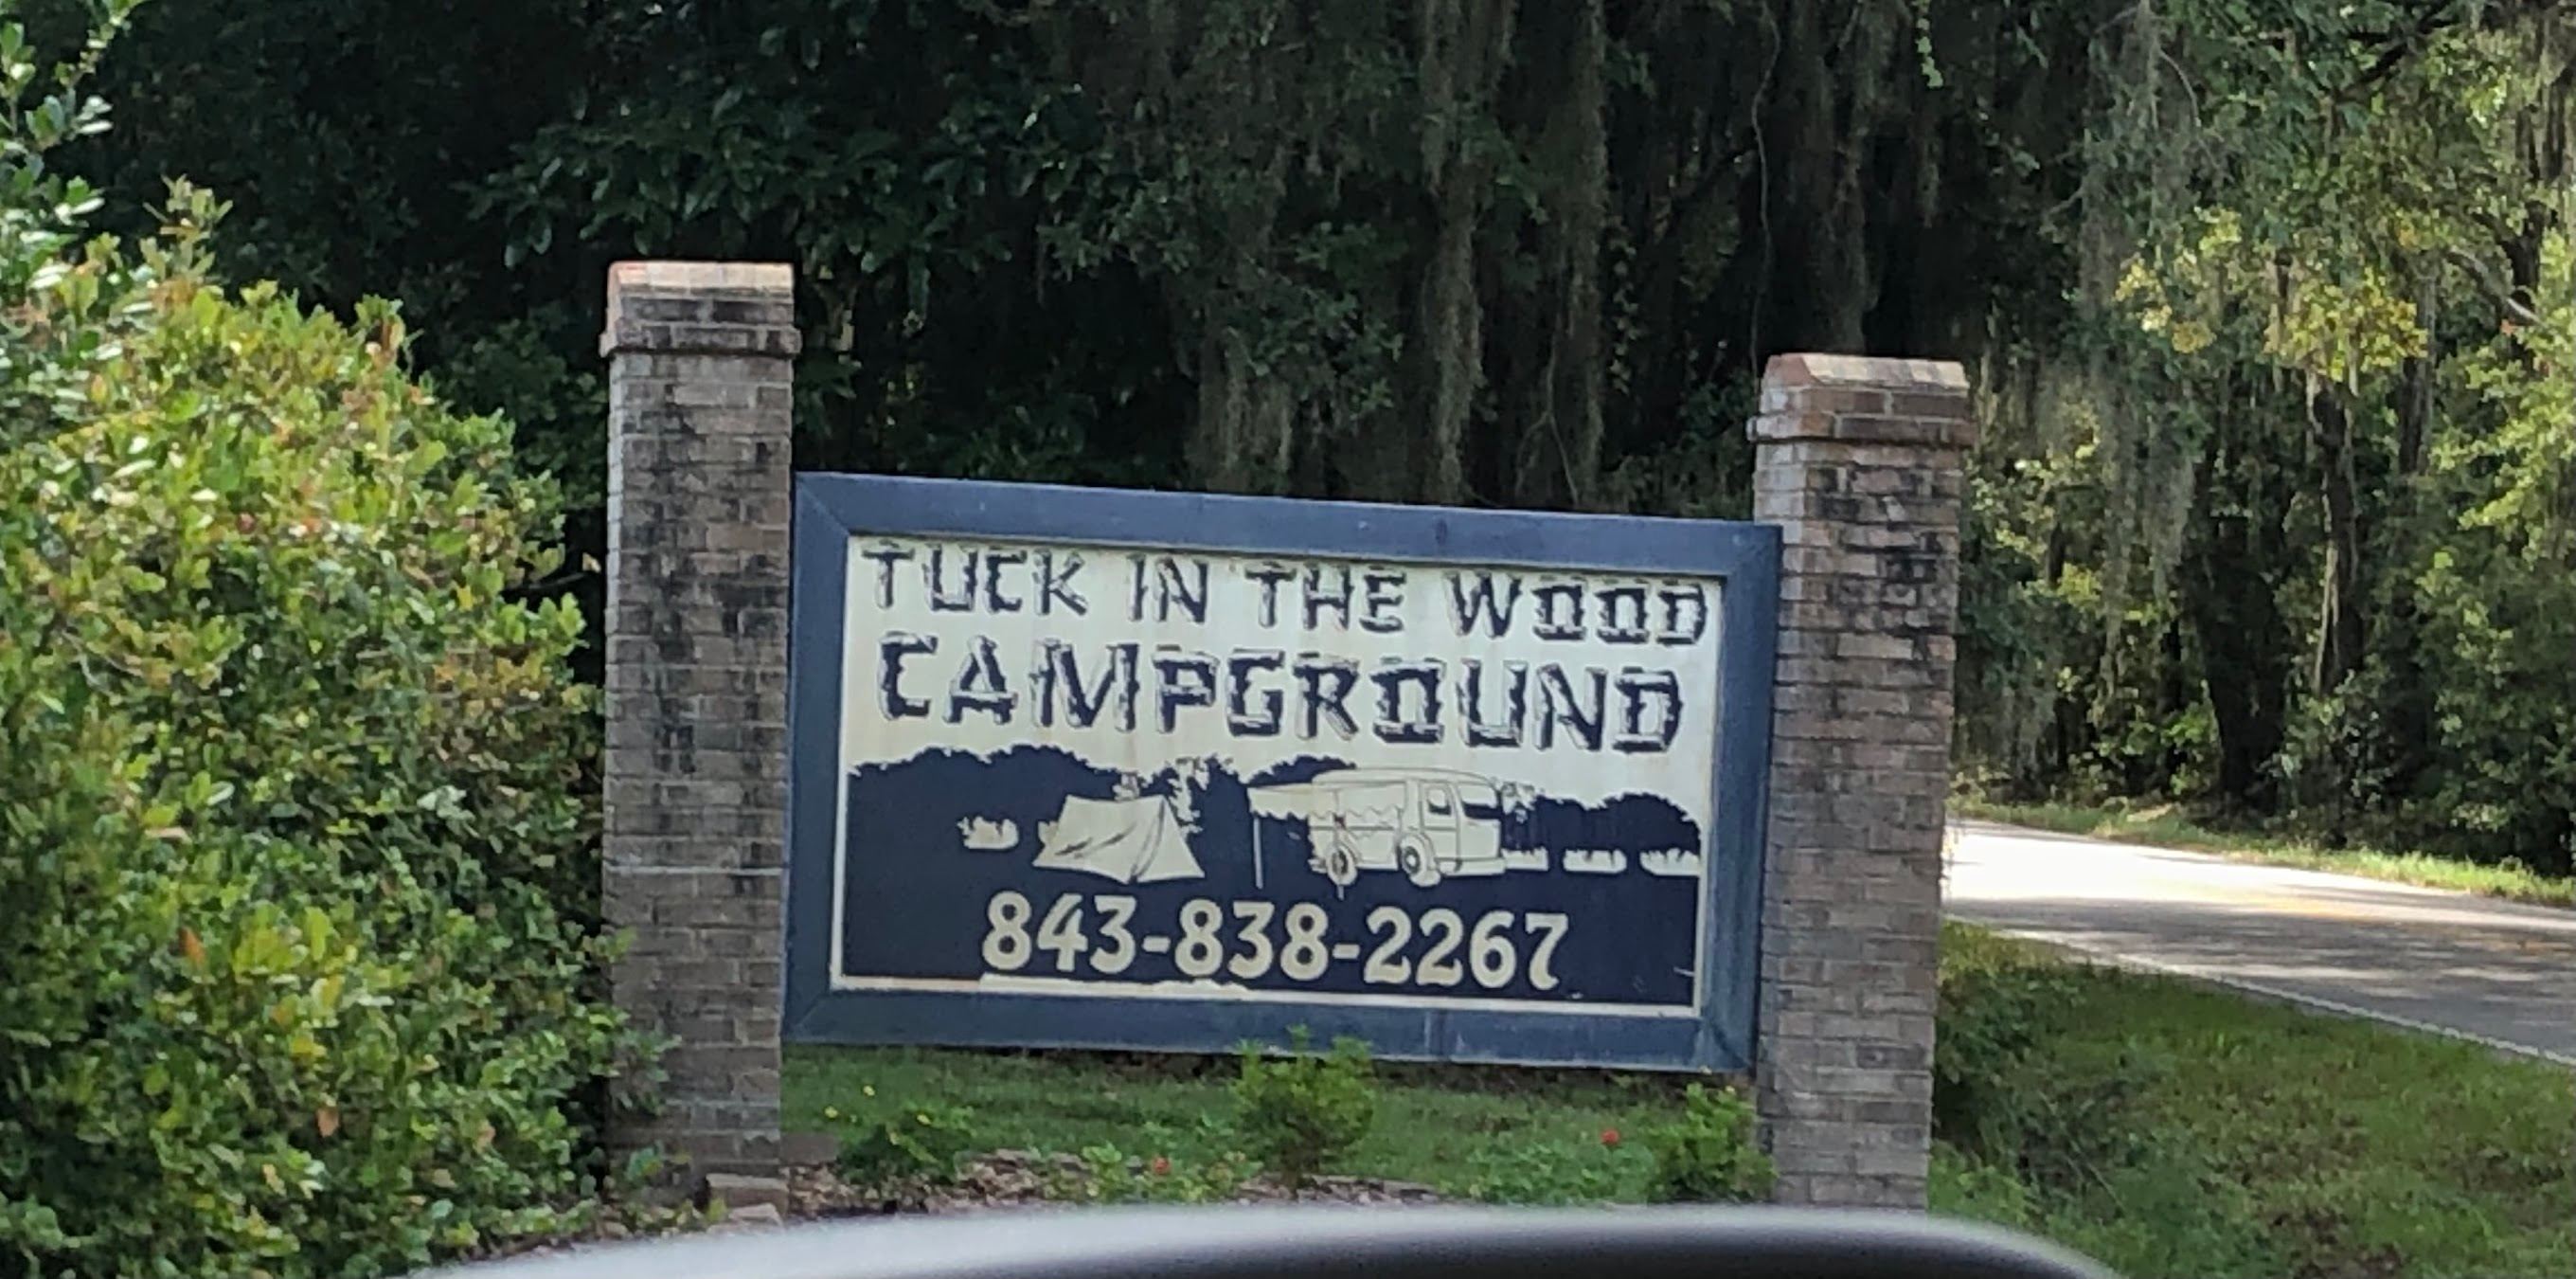 TUCK IN THE WOOD
CAMPGROUND
843-838-2267